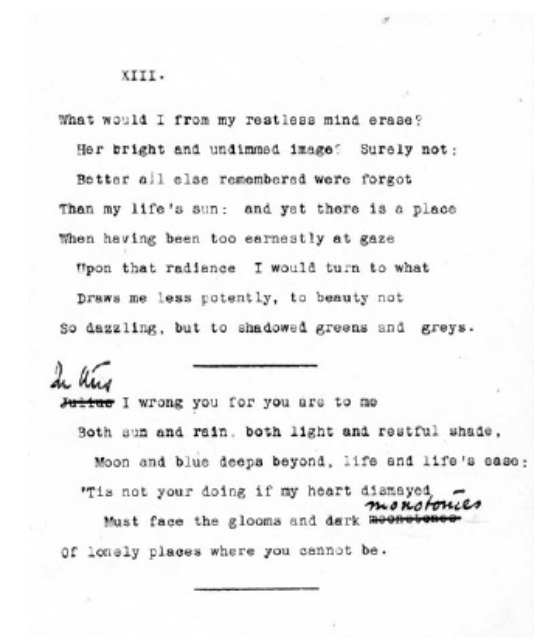 XIII.
What would I from my restless mind erase?
Her bright and undimmed image? Surely not:
Better all else remembered were forgot
Than my life's sun: and yet there is a place
When having been too earnestly at gaze
Upon that radiance I would turn to what
Draws me less potently, to beauty not
So dazzling, but to shadowed greens and greys.
In this
Julius I wrong you for you are to me
Both sun and rain, both light and restful shade,
Moon and blue deeps beyond, life and life's ease:
'Tis not your doing if my heart dismayed
monotonies
Must face the glooms and dark moonstones
Of lonely places where you cannot be.